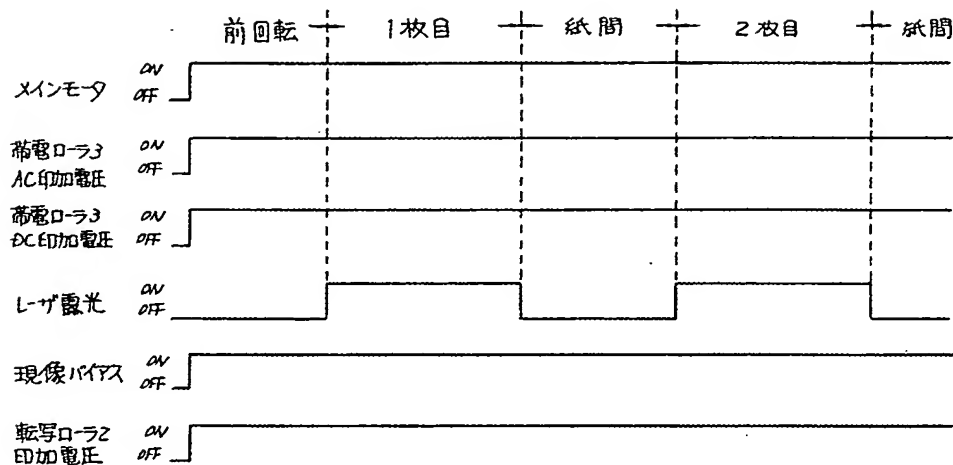 前回転 1枚目 紙間 2枚目 紙間
メインモータ ON OFF
帯電ローラ3 AC印加電圧 ON OFF
帯電ローラ3 DC印加電圧 ON OFF
レーザ露光 ON OFF
現像バイアス ON OFF
転写ローラ2 印加電圧 ON OFF